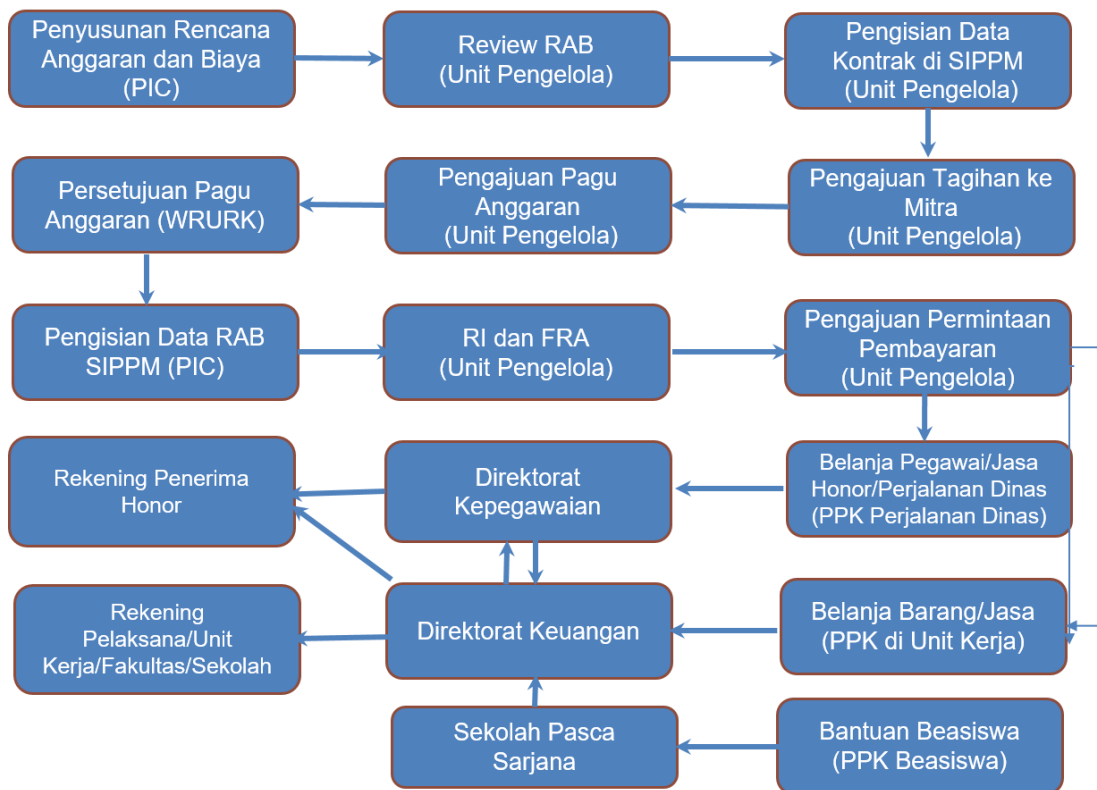 Penyusunan Rencana
Anggaran dan Biaya
(PIC)
Review RAB
(Unit Pengelola)
Pengisian Data
Kontrak di SIPPM
(Unit Pengelola)
Persetujuan Pagu
Anggaran (WRURK)
Pengajuan Pagu
Anggaran
(Unit Pengelola)
Pengajuan Tagihan ke
Mitra
(Unit Pengelola)
Pengisian Data RAB
SIPPM (PIC)
RI dan FRA
(Unit Pengelola)
Pengajuan Permintaan
Pembayaran
(Unit Pengelola)
Rekening Penerima
Honor
Direktorat
Kepegawaian
Belanja Pegawai/Jasa
Honor/Perjalanan Dinas
(PPK Perjalanan Dinas)
Rekening
Pelaksana/Unit
Kerja/Fakultas/Sekolah
Direktorat Keuangan
Belanja Barang/Jasa
(PPK di Unit Kerja)
Sekolah Pasca
Sarjana
Bantuan Beasiswa
(PPK Beasiswa)